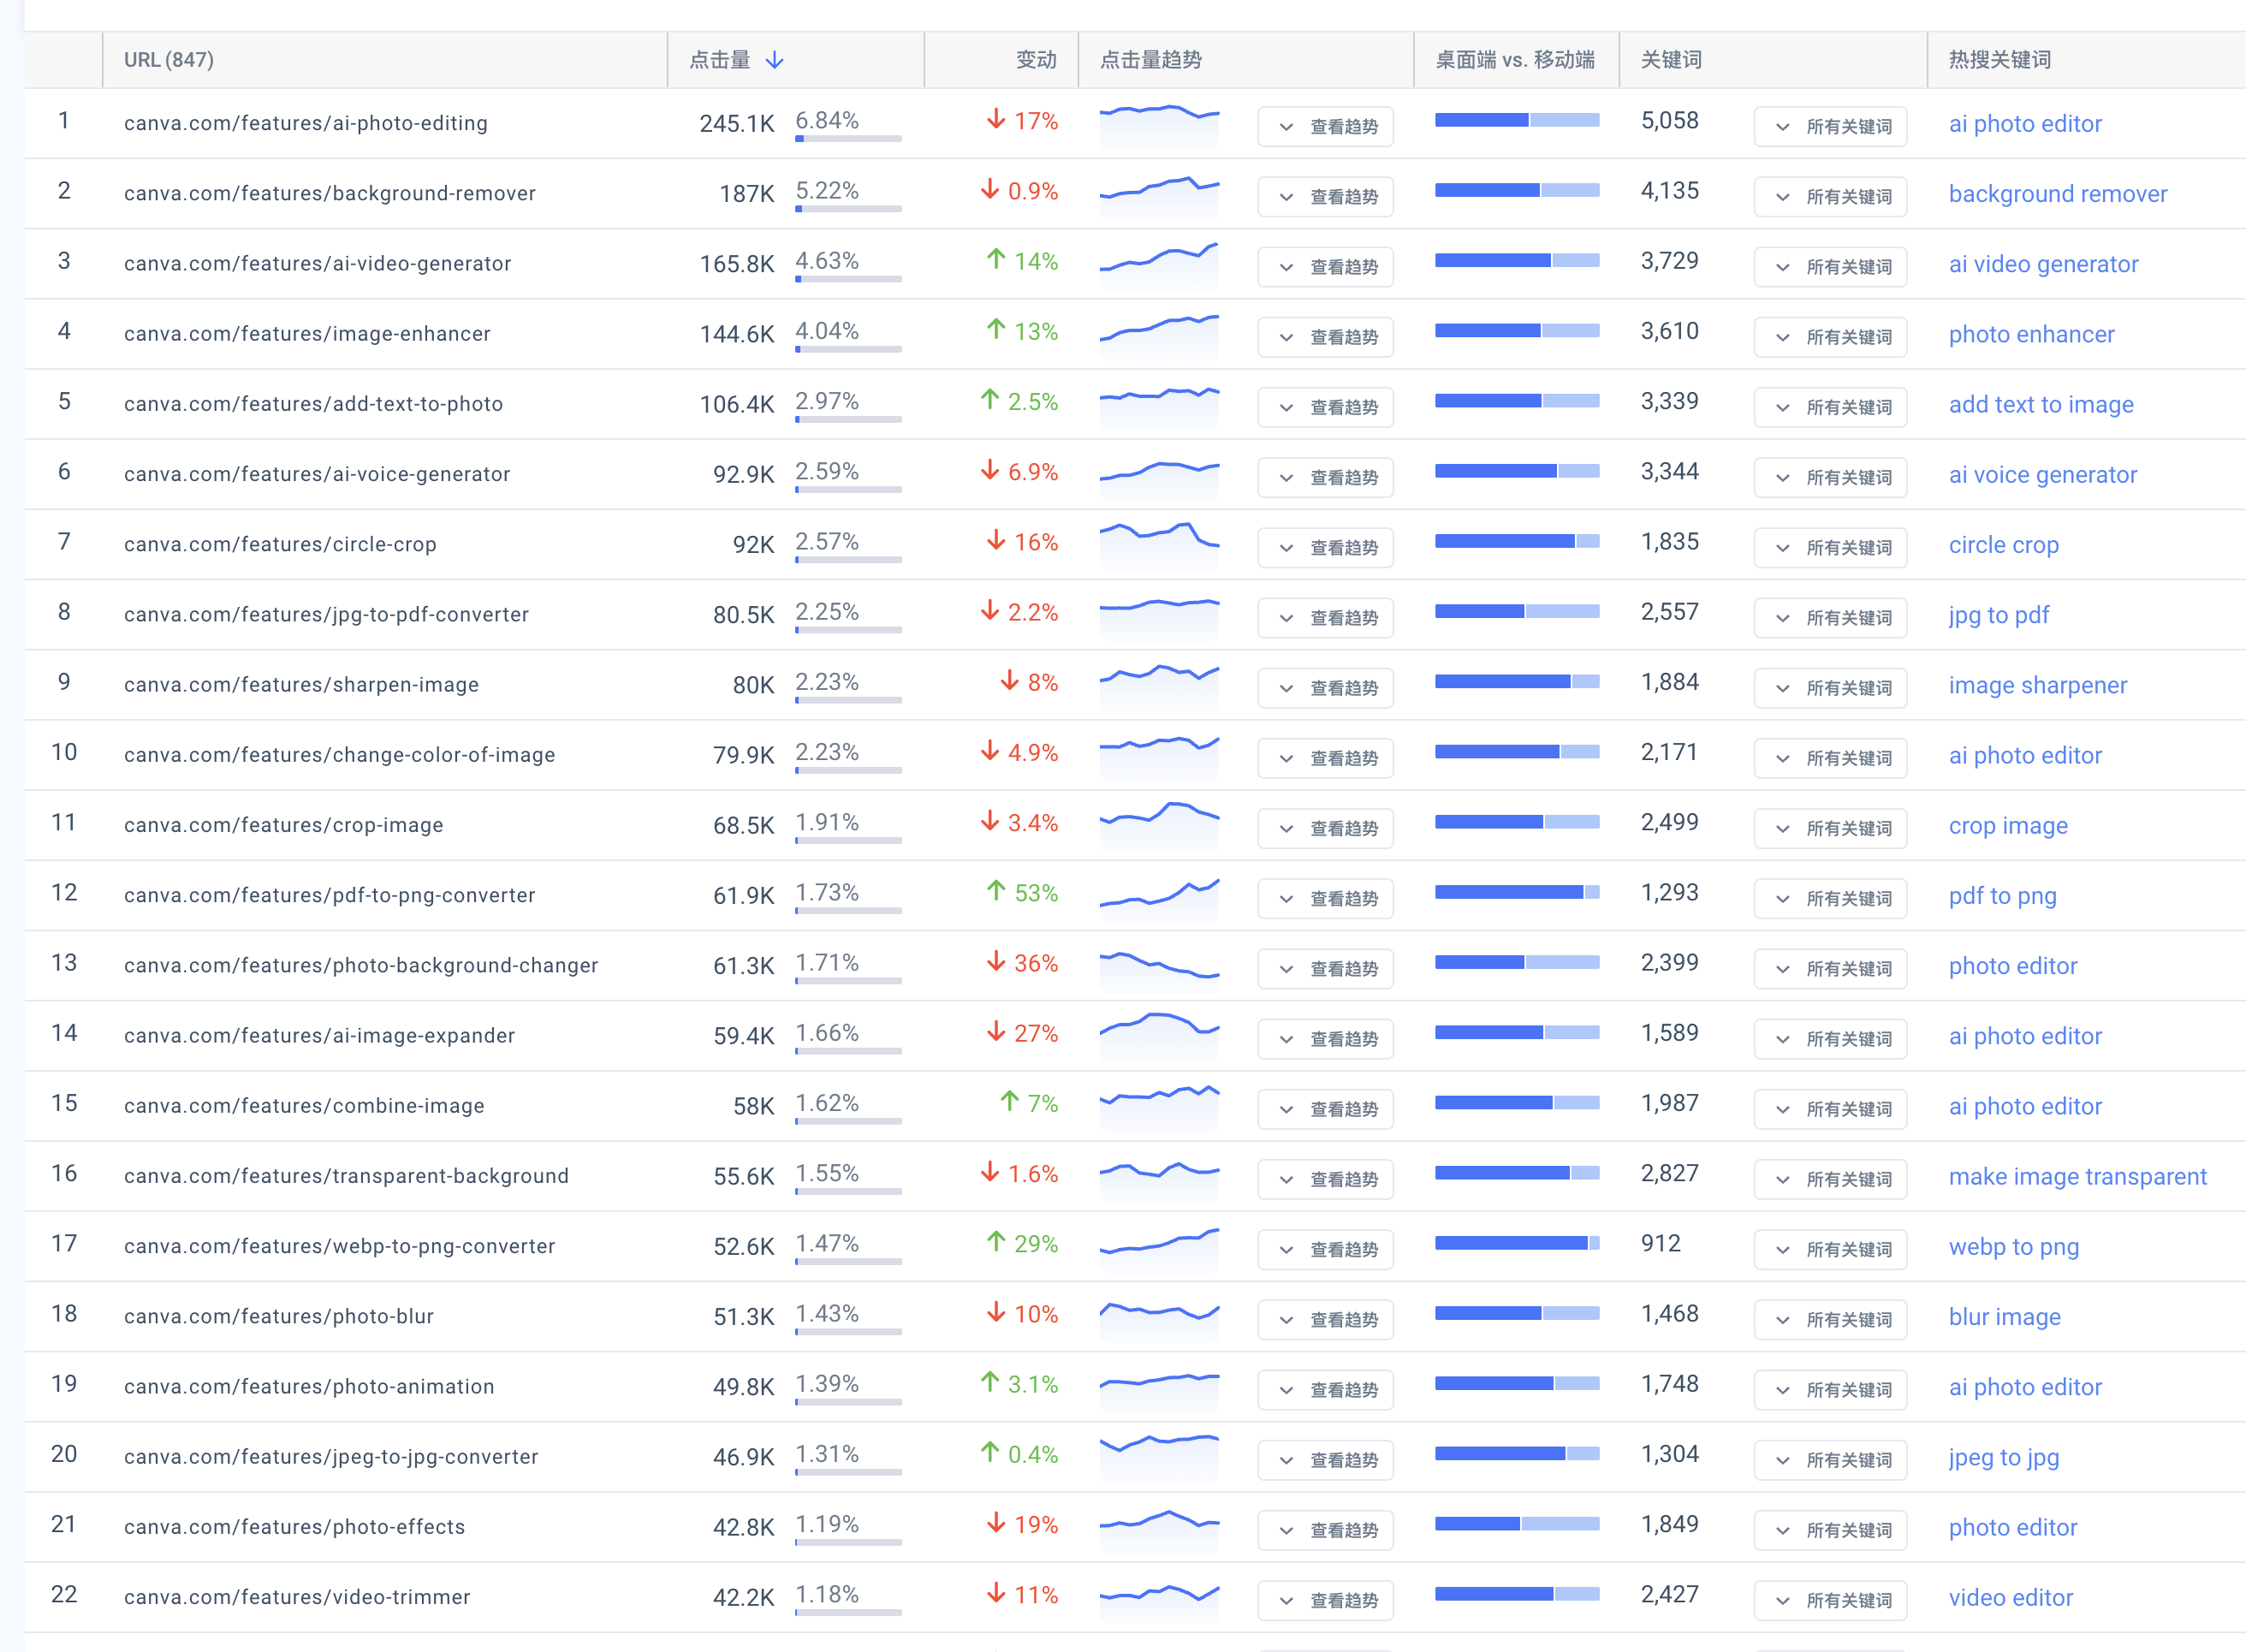 URL (847) 点击量 变动 点击量趋势 桌面端 vs. 移动端 关键词 热搜关键词
1 canva.com/features/ai-photo-editing 245.1K 6.84% 17% 查看趋势 5,058 所有关键词 ai photo editor
2 canva.com/features/background-remover 187K 5.22% 0.9% 查看趋势 4,135 所有关键词 background remover
3 canva.com/features/ai-video-generator 165.8K 4.63% 14% 查看趋势 3,729 所有关键词 ai video generator
4 canva.com/features/image-enhancer 144.6K 4.04% 13% 查看趋势 3,610 所有关键词 photo enhancer
5 canva.com/features/add-text-to-photo 106.4K 2.97% 2.5% 查看趋势 3,339 所有关键词 add text to image
6 canva.com/features/ai-voice-generator 92.9K 2.59% 6.9% 查看趋势 3,344 所有关键词 ai voice generator
7 canva.com/features/circle-crop 92K 2.57% 16% 查看趋势 1,835 所有关键词 circle crop
8 canva.com/features/jpg-to-pdf-converter 80.5K 2.25% 2.2% 查看趋势 2,557 所有关键词 jpg to pdf
9 canva.com/features/sharpen-image 80K 2.23% 8% 查看趋势 1,884 所有关键词 image sharpener
10 canva.com/features/change-color-of-image 79.9K 2.23% 4.9% 查看趋势 2,171 所有关键词 ai photo editor
11 canva.com/features/crop-image 68.5K 1.91% 3.4% 查看趋势 2,499 所有关键词 crop image
12 canva.com/features/pdf-to-png-converter 61.9K 1.73% 53% 查看趋势 1,293 所有关键词 pdf to png
13 canva.com/features/photo-background-changer 61.3K 1.71% 36% 查看趋势 2,399 所有关键词 photo editor
14 canva.com/features/ai-image-expander 59.4K 1.66% 27% 查看趋势 1,589 所有关键词 ai photo editor
15 canva.com/features/combine-image 58K 1.62% 7% 查看趋势 1,987 所有关键词 ai photo editor
16 canva.com/features/transparent-background 55.6K 1.55% 1.6% 查看趋势 2,827 所有关键词 make image transparent
17 canva.com/features/webp-to-png-converter 52.6K 1.47% 29% 查看趋势 912 所有关键词 webp to png
18 canva.com/features/photo-blur 51.3K 1.43% 10% 查看趋势 1,468 所有关键词 blur image
19 canva.com/features/photo-animation 49.8K 1.39% 3.1% 查看趋势 1,748 所有关键词 ai photo editor
20 canva.com/features/jpeg-to-jpg-converter 46.9K 1.31% 0.4% 查看趋势 1,304 所有关键词 jpeg to jpg
21 canva.com/features/photo-effects 42.8K 1.19% 19% 查看趋势 1,849 所有关键词 photo editor
22 canva.com/features/video-trimmer 42.2K 1.18% 11% 查看趋势 2,427 所有关键词 video editor